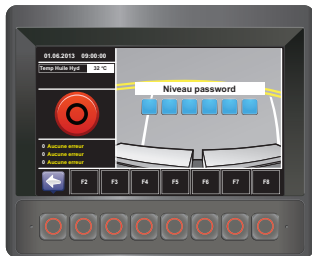 01.06.2013 09:00:00
Temp Huile Hyd 32 °C
Niveau password
0 Aucune erreur
0 Aucune erreur
0 Aucune erreur
F2 F3 F4 F5 F6 F7 F8